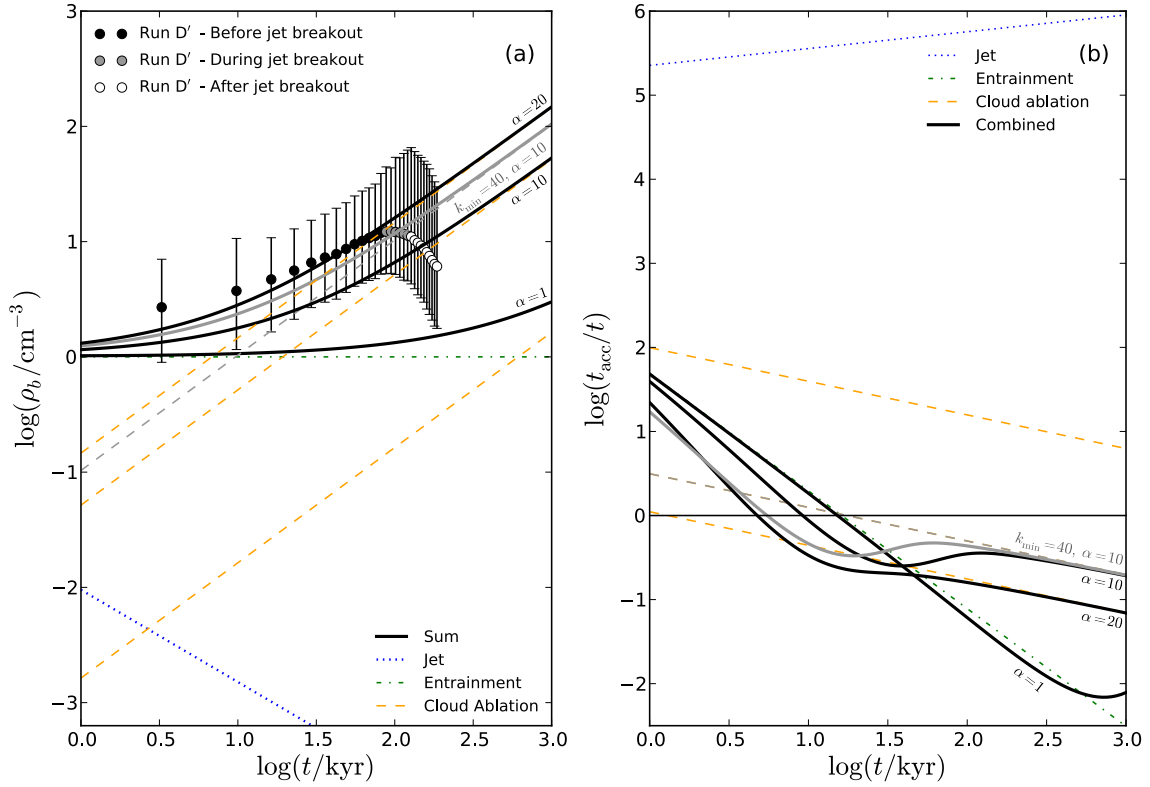 Run D′ - Before jet breakout
Run D′ - During jet breakout
Run D′ - After jet breakout
(a)
α=20
k_min=40, α=10
α=10
α=1
Sum
Jet
Entrainment
Cloud Ablation
3
2
1
0
−1
−2
−3
log(ρ_b/cm⁻³)
0.0 0.5 1.0 1.5 2.0 2.5 3.0
log(t/kyr)
(b)
Jet
Entrainment
Cloud ablation
Combined
k_min=40, α=10
α=10
α=20
α=1
6
5
4
3
2
1
0
−1
−2
log(t_acc/t)
0.0 0.5 1.0 1.5 2.0 2.5 3.0
log(t/kyr)